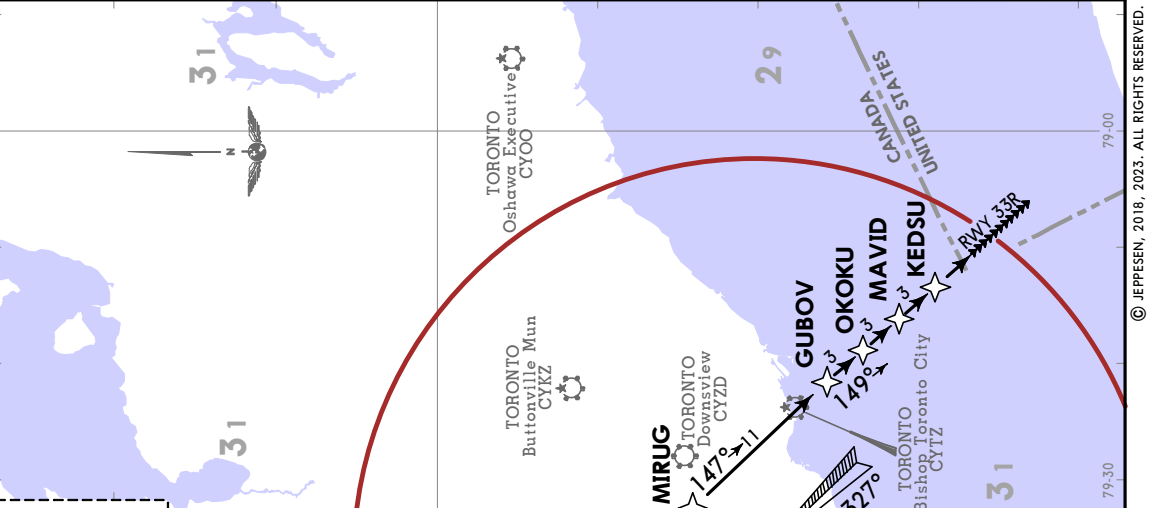 31
29
© JEPPESEN, 2018, 2023. ALL RIGHTS RESERVED.
TORONTO
Oshawa Executive
CYOO
CANADA
UNITED STATES
79-00
N
RWY 33R
KEDSU
MAVID
OKOKU
GUBOV
3
3
3
149°
TORONTO
Buttonville Mun
CYKZ
TORONTO
Downsview
CYZD
31
MIRUG
147°
11
327°
TORONTO
Bishop Toronto City
CYTZ
31
79-30